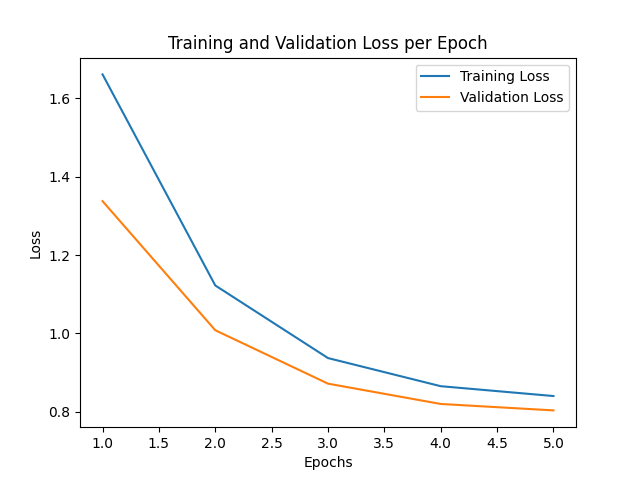 Training and Validation Loss per Epoch
Training Loss
Validation Loss
Loss
1.6
1.4
1.2
1.0
0.8
1.0 1.5 2.0 2.5 3.0 3.5 4.0 4.5 5.0
Epochs